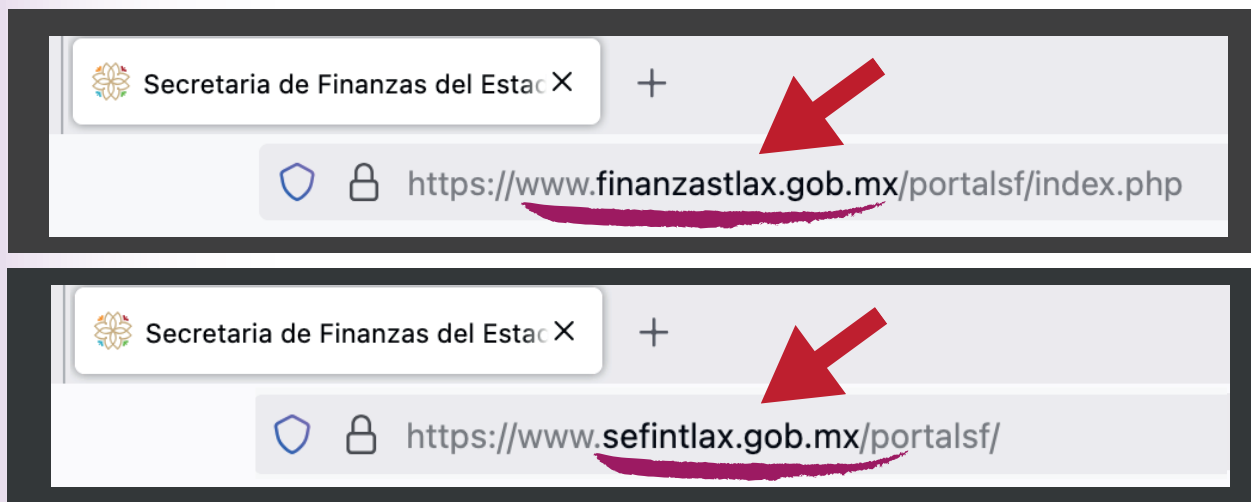 Secretaria de Finanzas del Estac
https://www.finanzastlax.gob.mx/portalsf/index.php
Secretaria de Finanzas del Estac
https://www.sefintlax.gob.mx/portalsf/